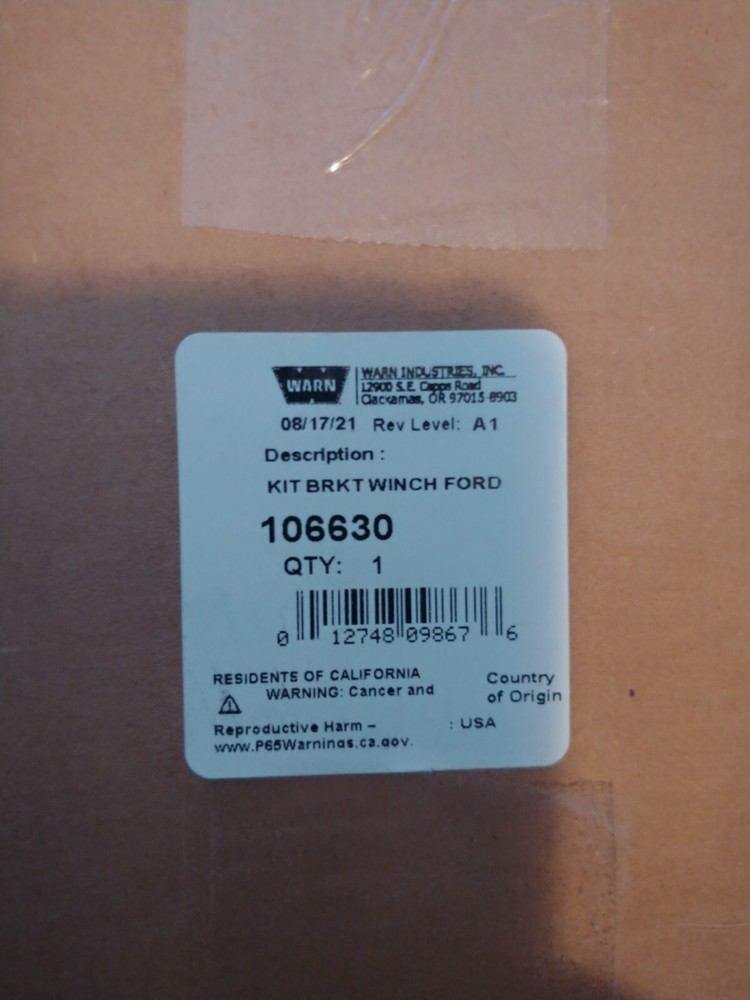 WARN
WARN INDUSTRIES, INC.
12900 S.E. Capps Road
Clackamas, OR 97015-8903
08/17/21 Rev Level: A1
Description :
KIT BRKT WINCH FORD
106630
QTY: 1
0 12748 09867 6
RESIDENTS OF CALIFORNIA
WARNING: Cancer and
Reproductive Harm –
www.P65Warnings.ca.gov.
Country
of Origin
: USA